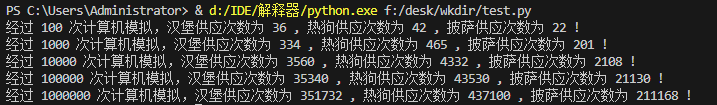 PS C:\Users\Administrator> & d:/IDE/解释器/python.exe f:/desk/wkdir/test.py
经过 100 次计算机模拟，汉堡供应次数为 36 , 热狗供应次数为 42 , 披萨供应次数为 22 !
经过 1000 次计算机模拟，汉堡供应次数为 334 , 热狗供应次数为 465 , 披萨供应次数为 201 !
经过 10000 次计算机模拟，汉堡供应次数为 3560 , 热狗供应次数为 4332 , 披萨供应次数为 2108 !
经过 100000 次计算机模拟，汉堡供应次数为 35340 , 热狗供应次数为 43530 , 披萨供应次数为 21130 !
经过 1000000 次计算机模拟，汉堡供应次数为 351732 , 热狗供应次数为 437100 , 披萨供应次数为 211168 !